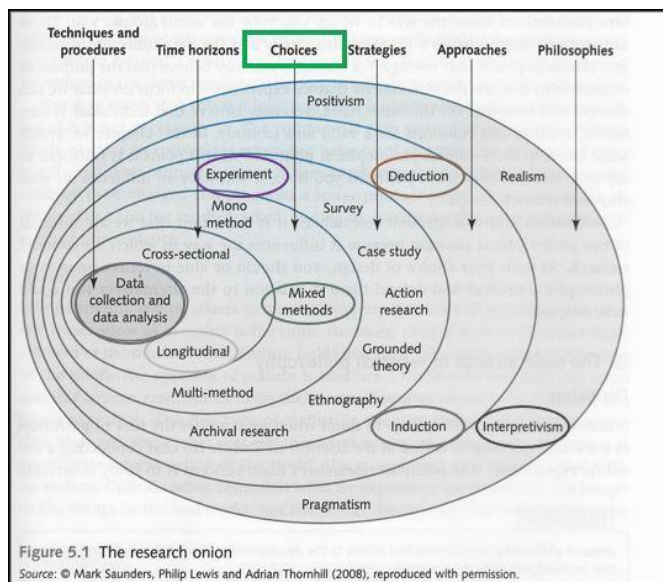 Techniques and
procedures
Time horizons
Choices
Strategies
Approaches
Philosophies
Positivism
Experiment
Deduction
Realism
Mono
method
Survey
Cross-sectional
Case study
Data
collection and
data analysis
Mixed
methods
Action
research
Longitudinal
Grounded
theory
Multi-method
Ethnography
Archival research
Induction
Interpretivism
Pragmatism
Figure 5.1 The research onion
Source: © Mark Saunders, Philip Lewis and Adrian Thornhill (2008), reproduced with permission.